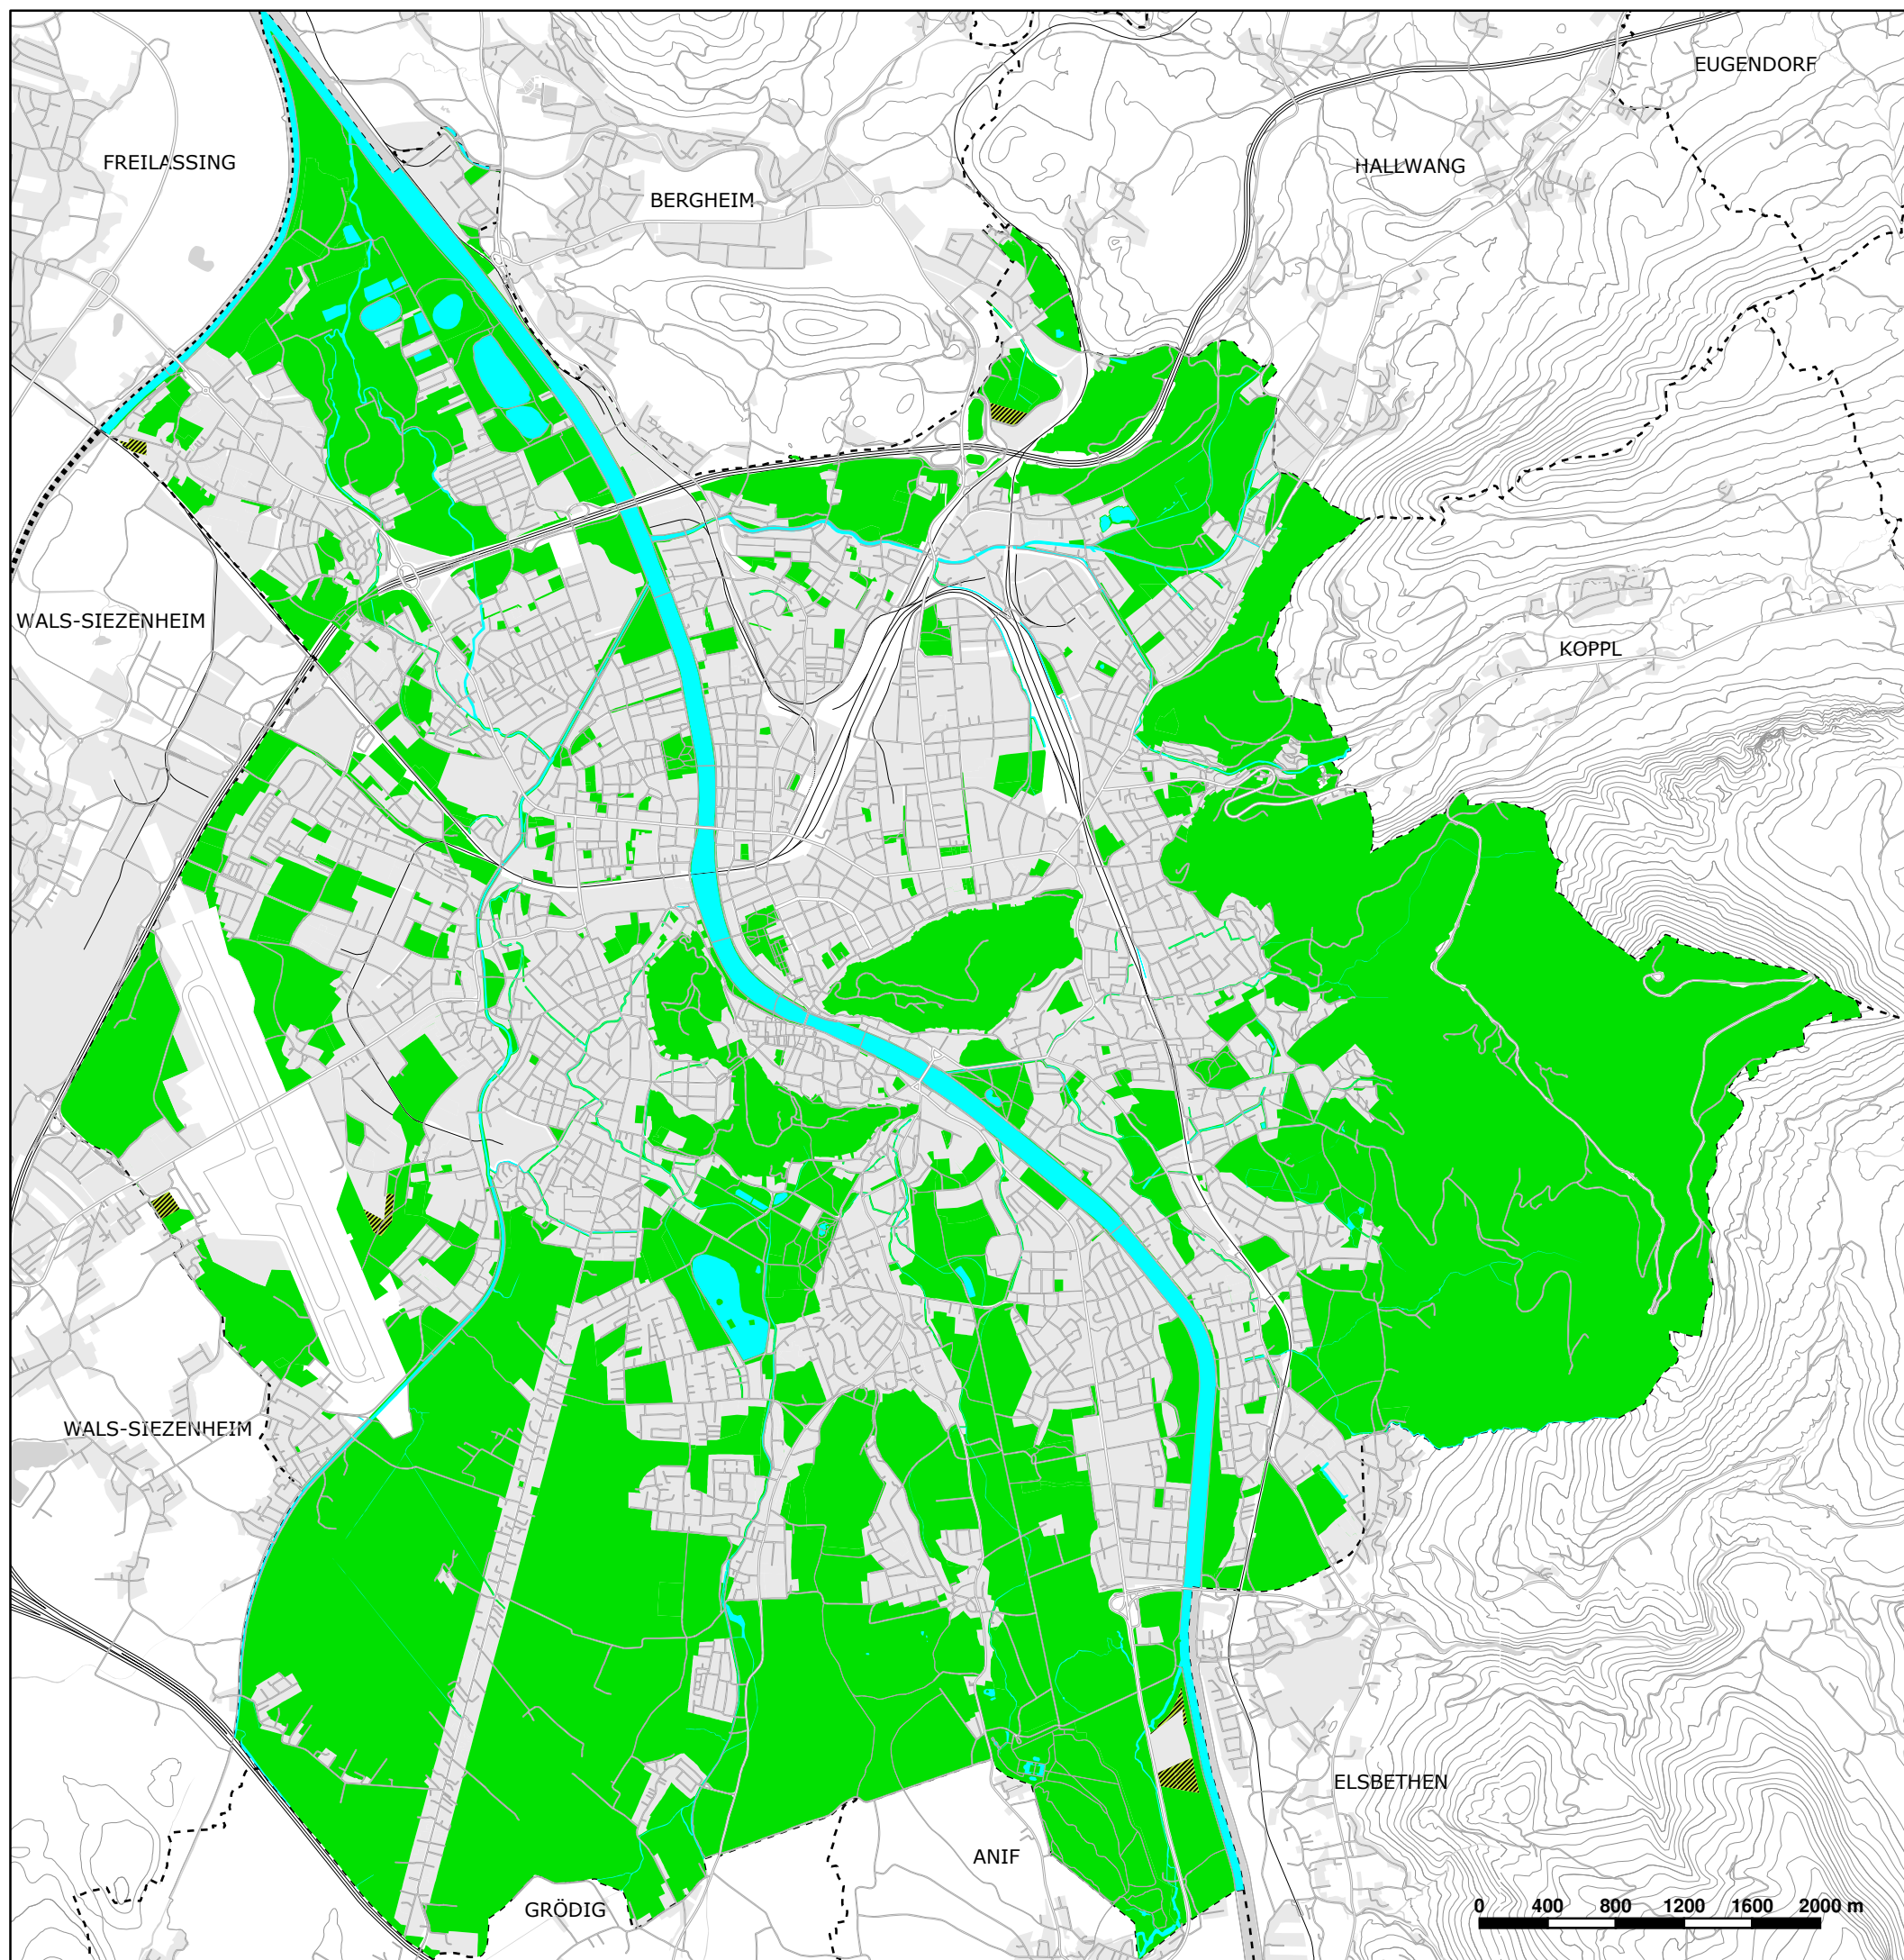 EUGENDORF
FREILASSING
HALLWANG
BERGHEIM
WALS-SIEZENHEIM
KOPPL
WALS-SIEZENHEIM
ELSBETHEN
ANIF
GRÖDIG
0 400 800 1200 1600 2000 m